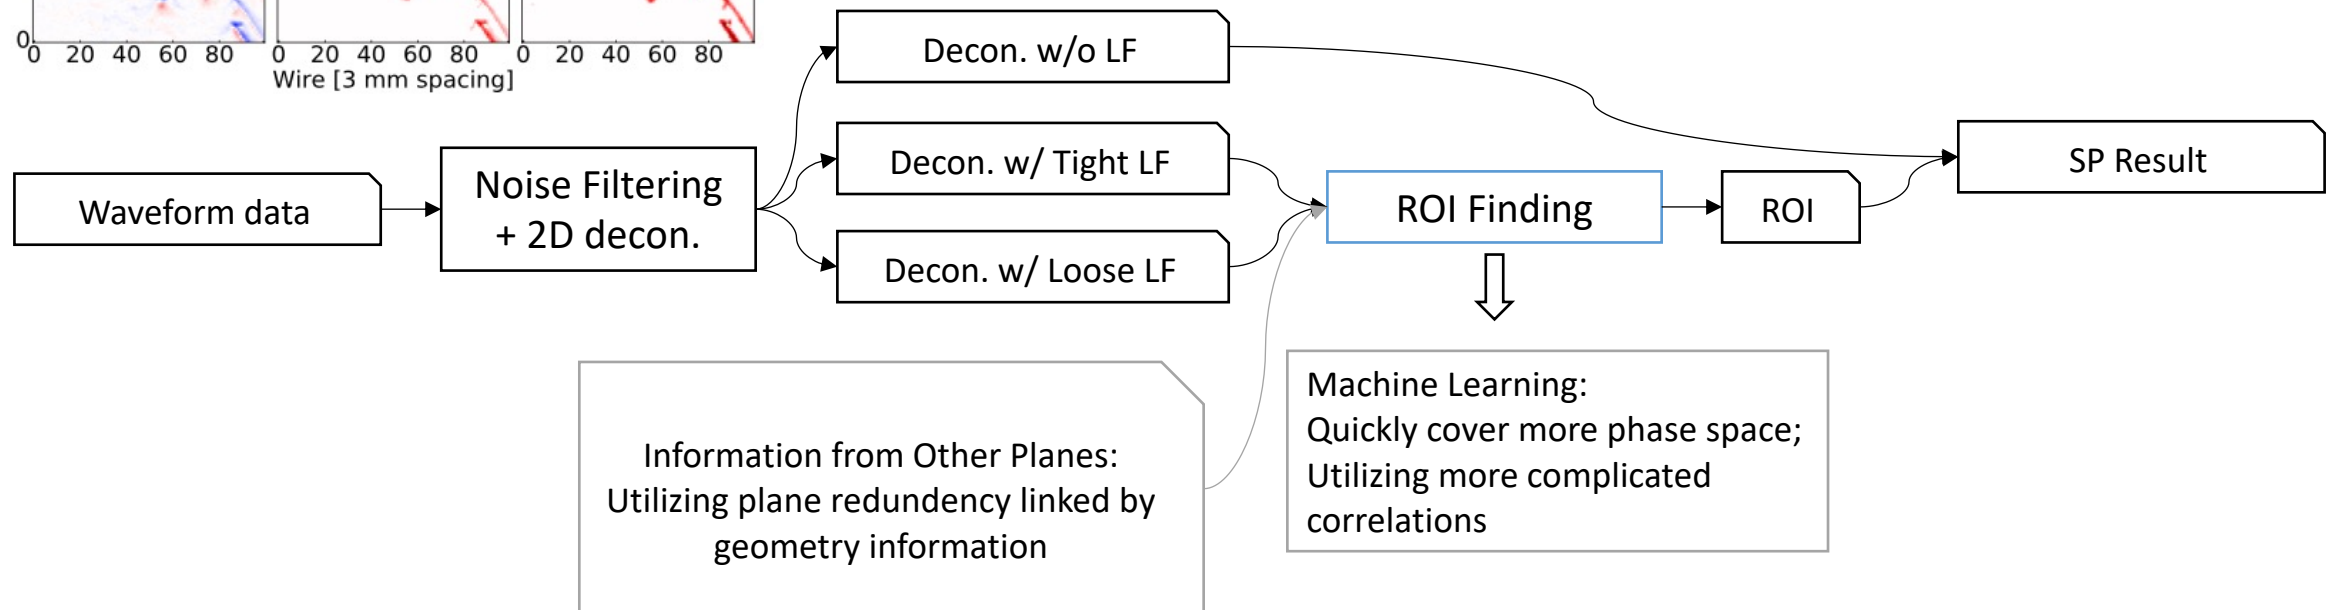 0
0 20 40 60 80 0 20 40 60 80 0 20 40 60 80
Wire [3 mm spacing]
Decon. w/o LF
Decon. w/ Tight LF
Decon. w/ Loose LF
Waveform data
Noise Filtering
+ 2D decon.
ROI Finding
ROI
SP Result
Information from Other Planes:
Utilizing plane redundency linked by
geometry information
Machine Learning:
Quickly cover more phase space;
Utilizing more complicated
correlations